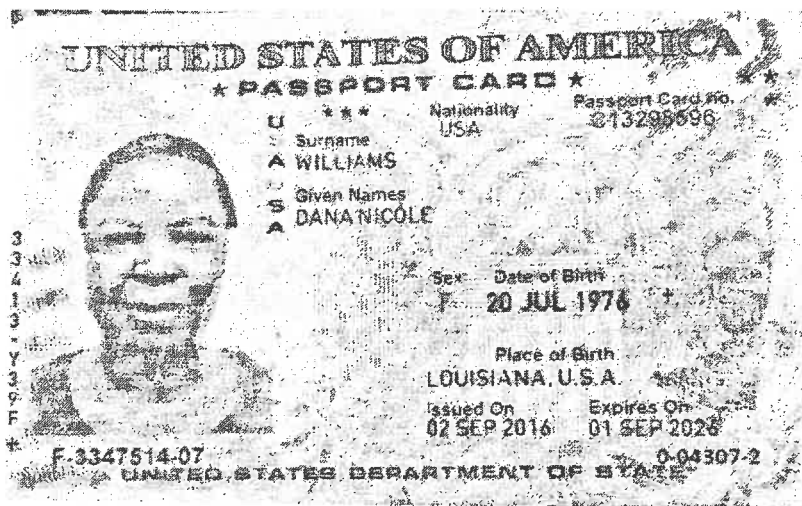 UNITED STATES OF AMERICA
★ PASSPORT CARD ★
★ ★ ★
USA USA
Nationality
USA
Passport Card no.
Surname
WILLIAMS
Given Names
DANA NICOLE
Sex
F
Date of Birth
20 JUL 1976
Place of Birth
LOUISIANA, U.S.A.
Issued On
02 SEP 2016
Expires On
01 SEP 2026
F-3347514-07
0-04307-2
UNITED STATES DEPARTMENT OF STATE